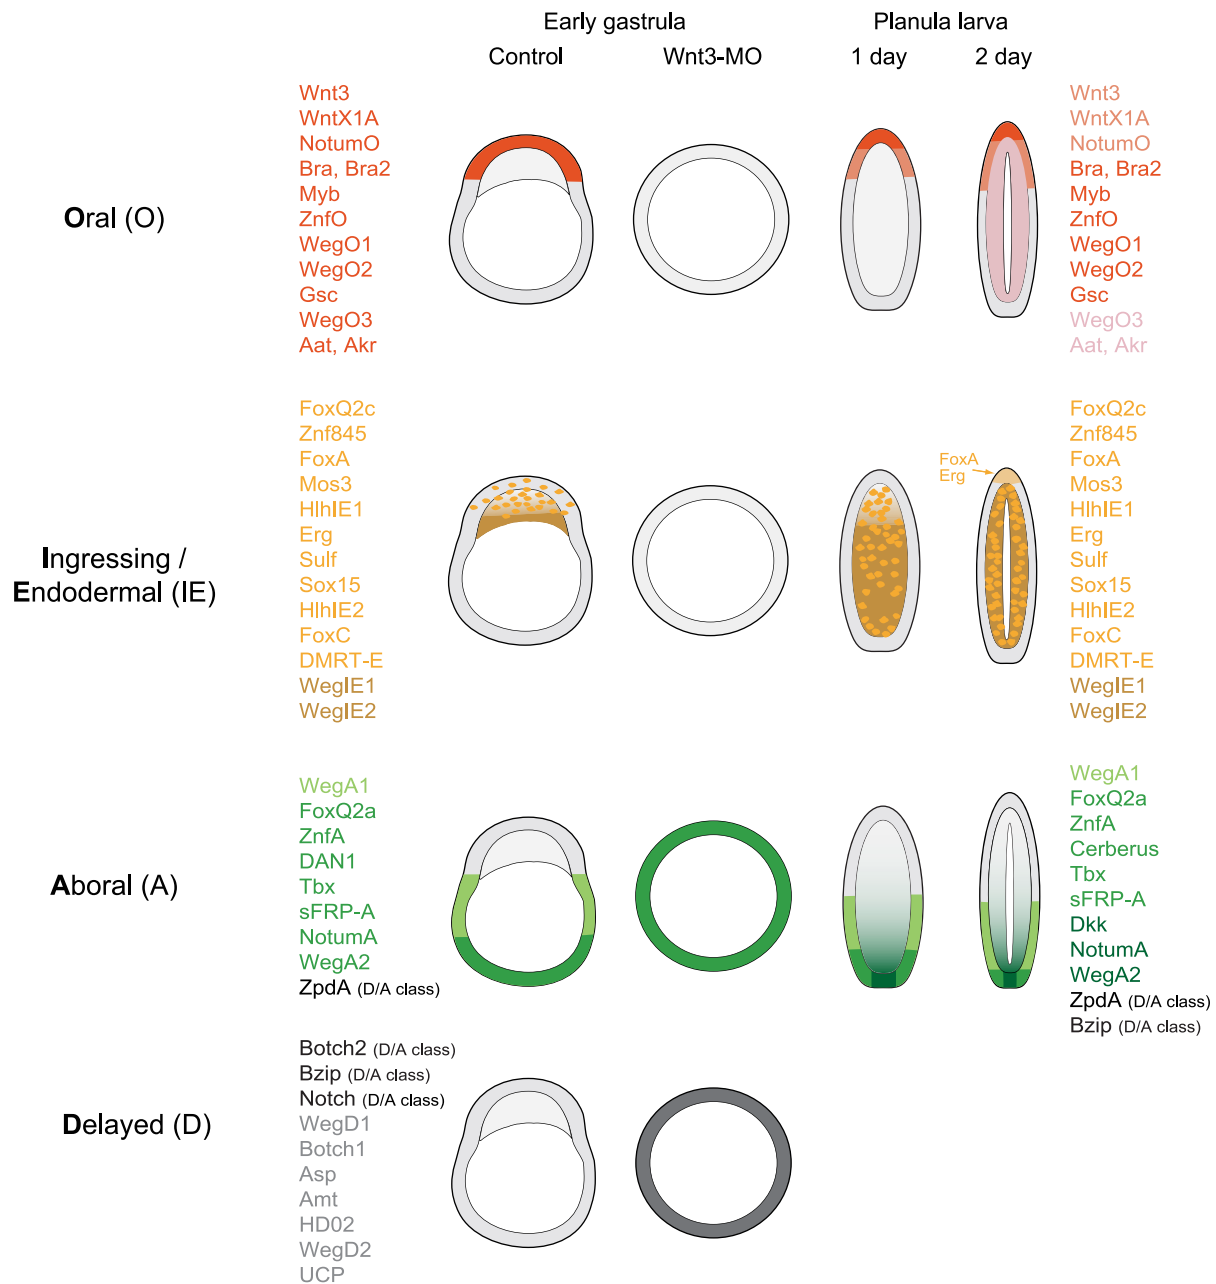 Early gastrula
Planula larva
Control
Wnt3-MO
1 day
2 day
Oral (O)
Wnt3
WntX1A
NotumO
Bra, Bra2
Myb
ZnfO
WegO1
WegO2
Gsc
WegO3
Aat, Akr
Wnt3
WntX1A
NotumO
Bra, Bra2
Myb
ZnfO
WegO1
WegO2
Gsc
WegO3
Aat, Akr
Ingressing /
Endodermal (IE)
FoxQ2c
Znf845
FoxA
Mos3
HlhIE1
Erg
Sulf
Sox15
HlhIE2
FoxC
DMRT-E
WegIE1
WegIE2
FoxA
Erg
FoxQ2c
Znf845
FoxA
Mos3
HlhIE1
Erg
Sulf
Sox15
HlhIE2
FoxC
DMRT-E
WegIE1
WegIE2
Aboral (A)
WegA1
FoxQ2a
ZnfA
DAN1
Tbx
sFRP-A
NotumA
WegA2
ZpdA (D/A class)
WegA1
FoxQ2a
ZnfA
Cerberus
Tbx
sFRP-A
Dkk
NotumA
WegA2
ZpdA (D/A class)
Bzip (D/A class)
Delayed (D)
Botch2 (D/A class)
Bzip (D/A class)
Notch (D/A class)
WegD1
Botch1
Asp
Amt
HD02
WegD2
UCP